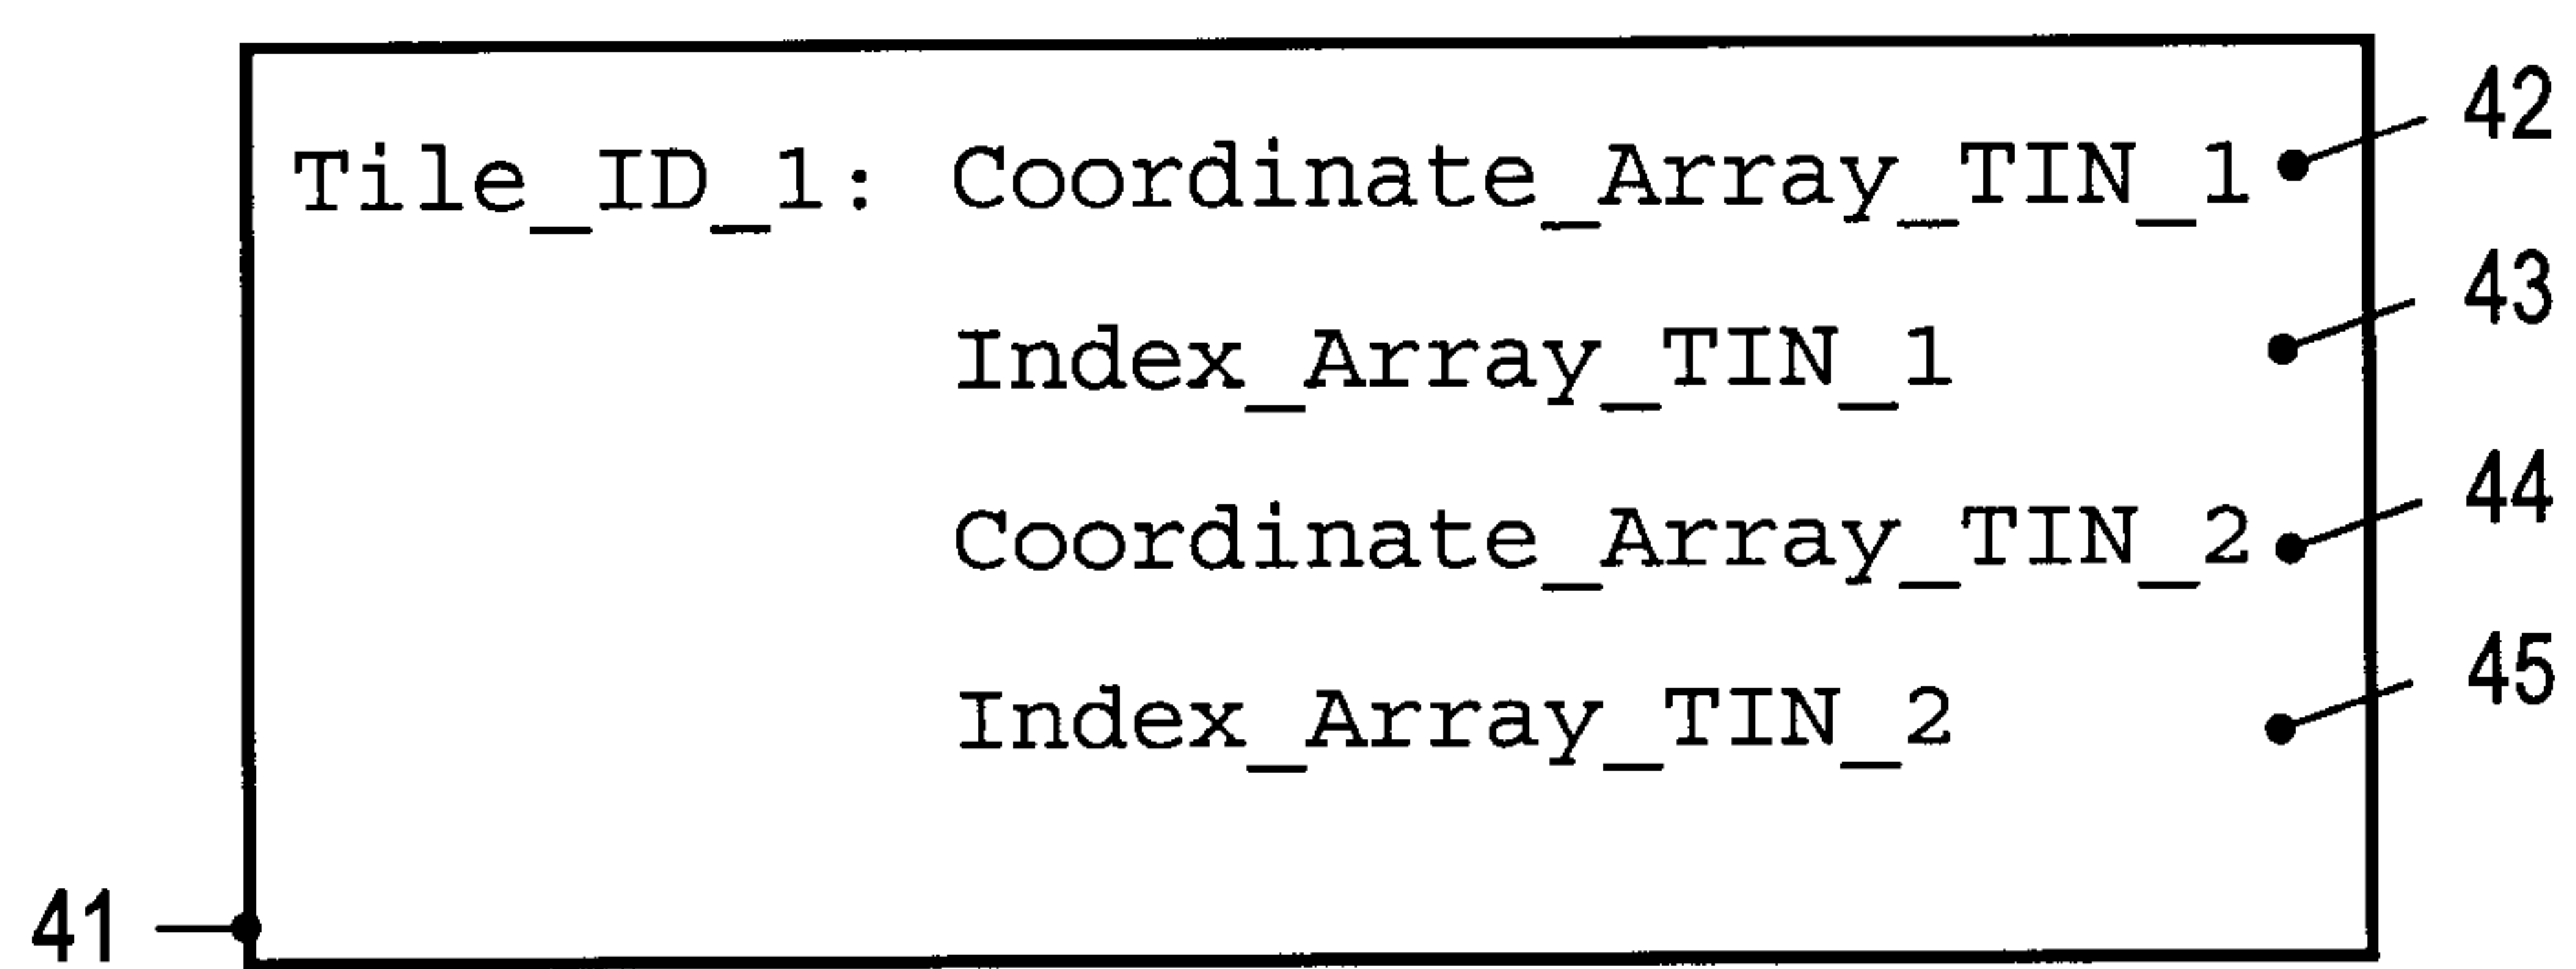 Tile_ID_1: Coordinate_Array_TIN_1 42
Index_Array_TIN_1 43
Coordinate_Array_TIN_2 44
Index_Array_TIN_2 45
41